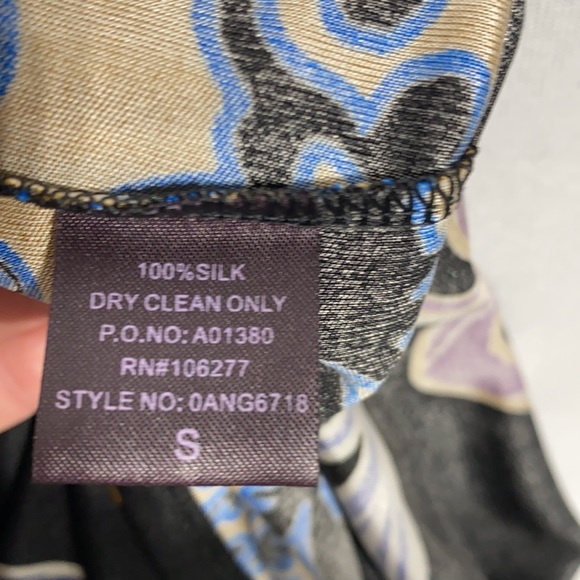 100%SILK
DRY CLEAN ONLY
P.O.NO: A01380
RN#106277
STYLE NO: 0ANG6718
S